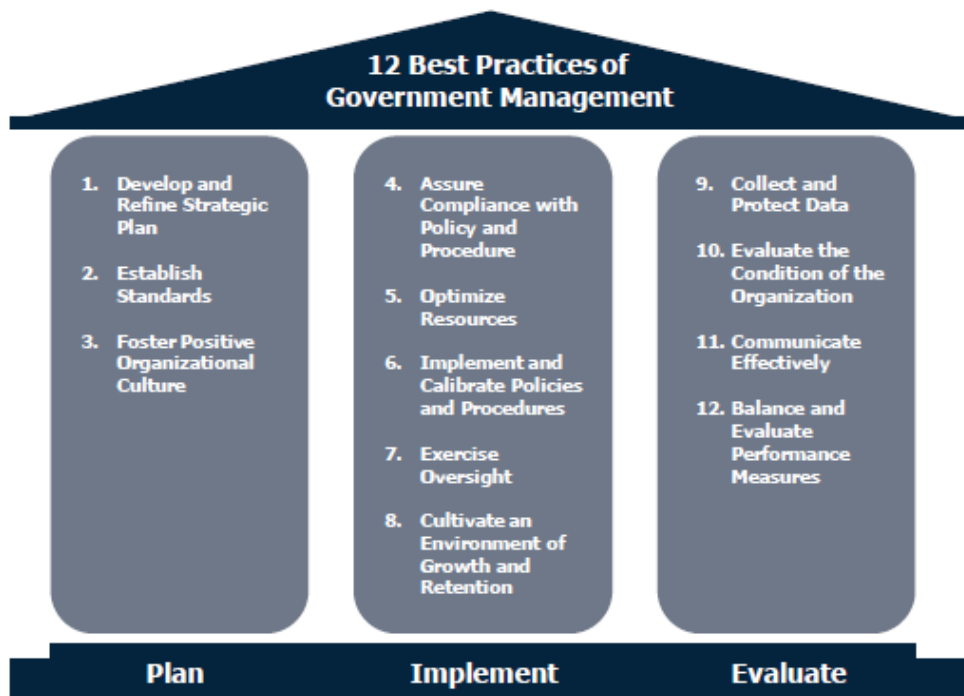 12 Best Practices of
Government Management
1. Develop and
Refine Strategic
Plan
2. Establish
Standards
3. Foster Positive
Organizational
Culture
4. Assure
Compliance with
Policy and
Procedure
5. Optimize
Resources
6. Implement and
Calibrate Policies
and Procedures
7. Exercise
Oversight
8. Cultivate an
Environment of
Growth and
Retention
9. Collect and
Protect Data
10. Evaluate the
Condition of the
Organization
11. Communicate
Effectively
12. Balance and
Evaluate
Performance
Measures
Plan
Implement
Evaluate